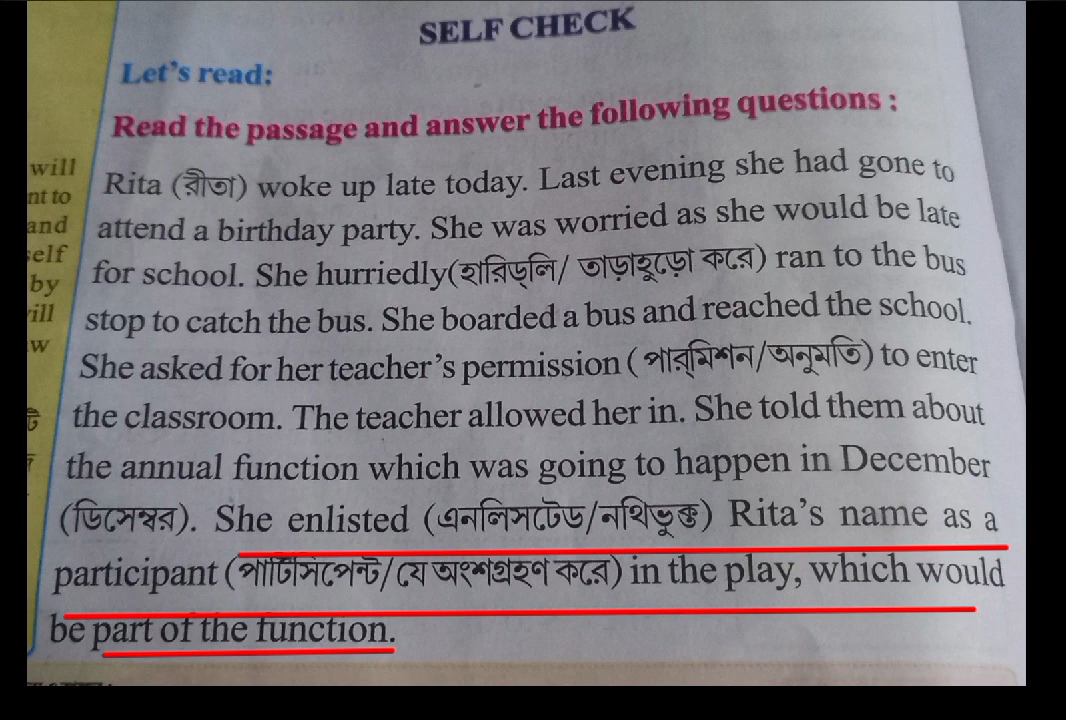 SELF CHECK
Let's read:
Read the passage and answer the following questions :
will
nt to
and
self
by
ill
w
Rita (রীতা) woke up late today. Last evening she had gone to
attend a birthday party. She was worried as she would be late
for school. She hurriedly(হারিড্লি/ তাড়াহুড়ো করে) ran to the bus
stop to catch the bus. She boarded a bus and reached the school.
She asked for her teacher's permission (পার্‌মিশন/অনুমতি) to enter
the classroom. The teacher allowed her in. She told them about
the annual function which was going to happen in December
(ডিসেম্বর). She enlisted (এনলিসটেড/নথিভুক্ত) Rita's name as a
participant (পার্টিসিপেন্ট/যে অংশগ্রহণ করে) in the play, which would
be part of the function.